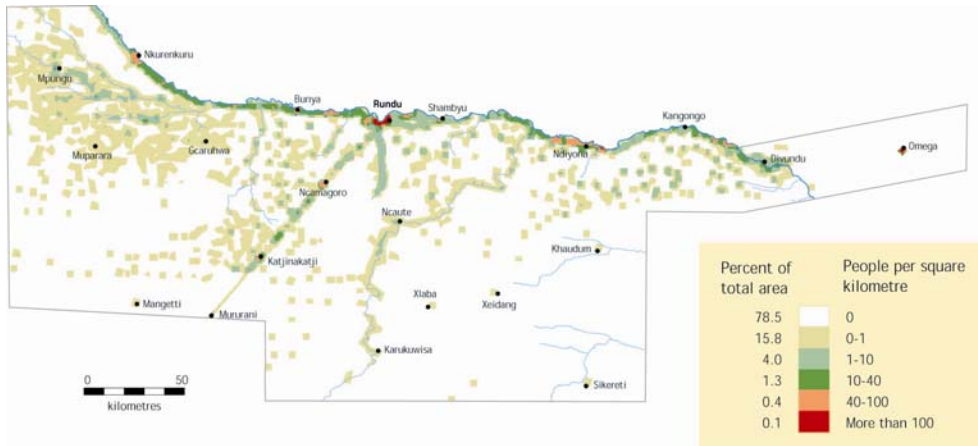 Nkurenkuru
Mpungu
Bunya
Rundu
Shambyu
Kangongo
Omega
Muparara
Gcaruhwa
Ndiyona
Divundu
Ncamagoro
Ncaute
Katjinakatji
Khaudum
Mangetti
Mururani
Xlaba
Xeidang
Karukuwisa
Sikereti
0 50
kilometres
Percent of total area
People per square kilometre
78.5 0
15.8 0-1
4.0 1-10
1.3 10-40
0.4 40-100
0.1 More than 100